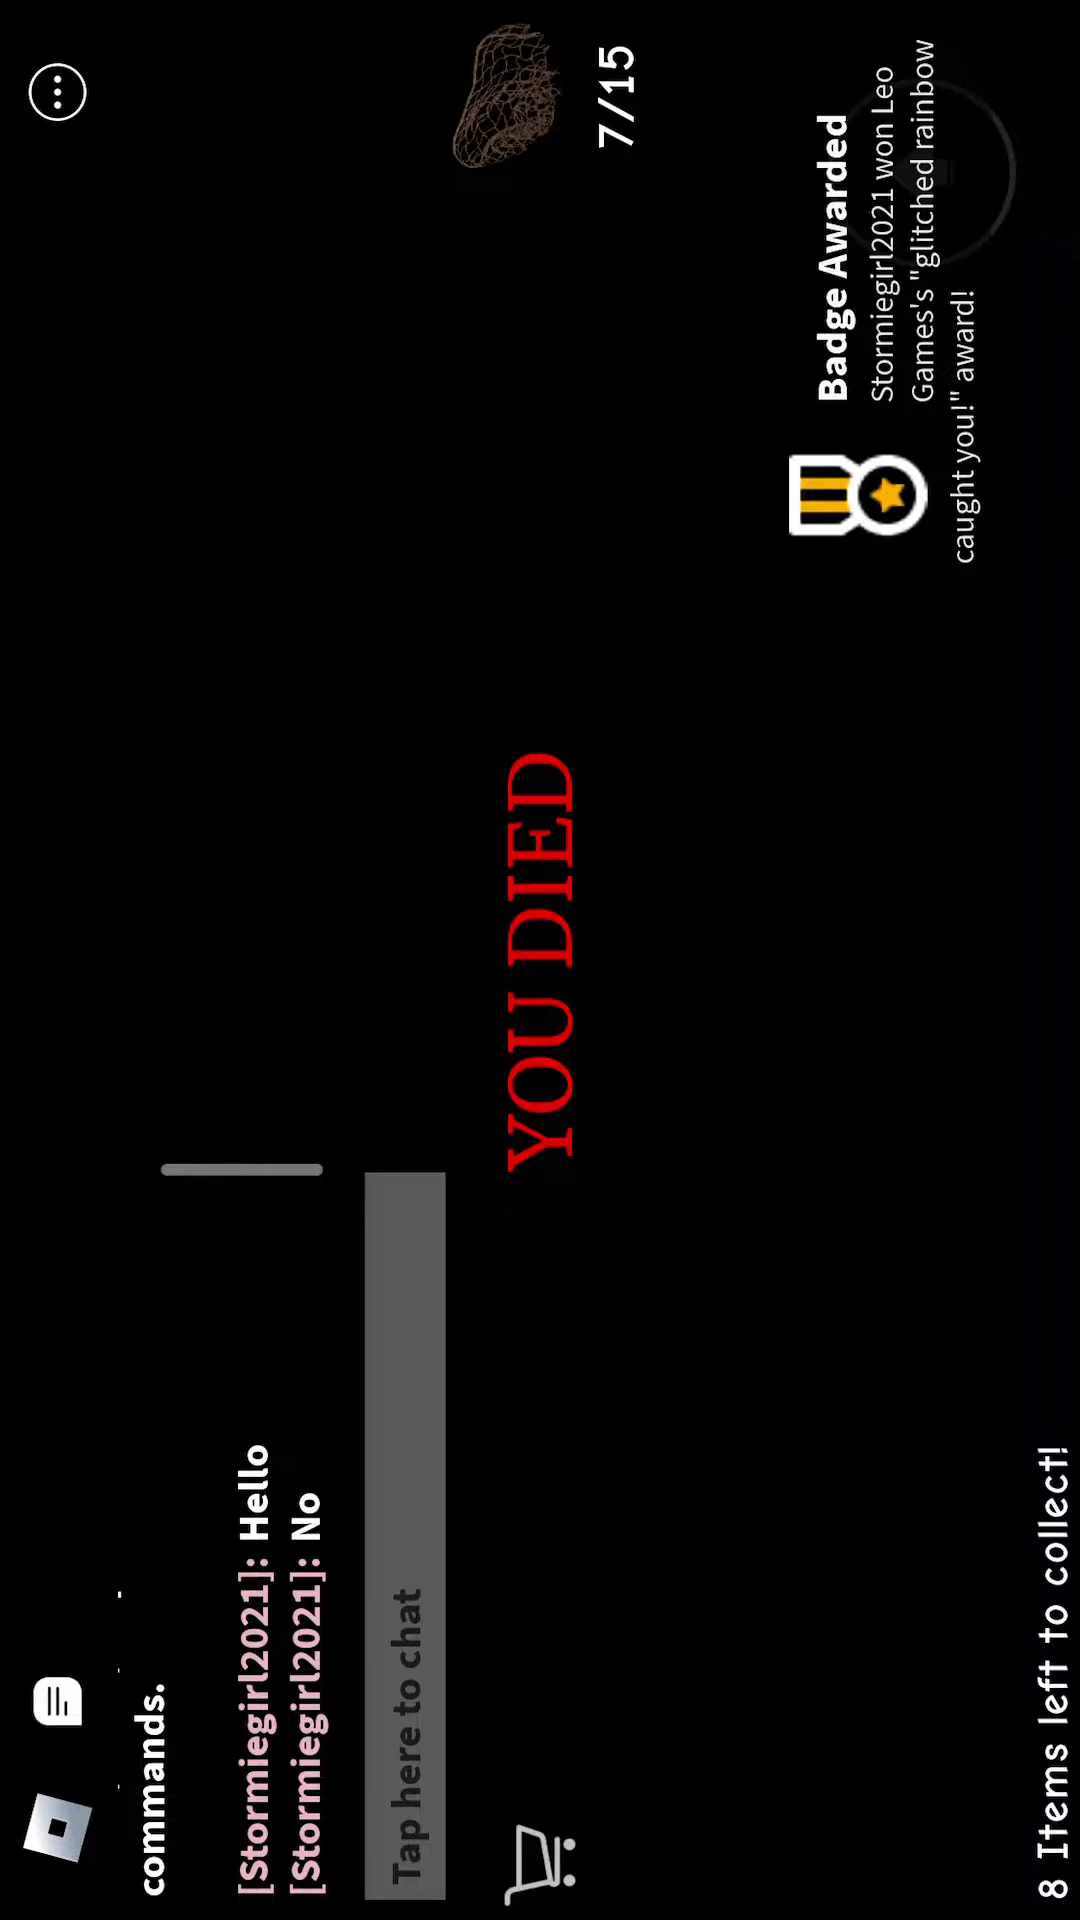 commands.
[Stormiegirl2021]: Hello
[Stormiegirl2021]: No
Tap here to chat
YOU DIED
7/15
Badge Awarded
Stormiegirl2021 won Leo
Games's "glitched rainbow
caught you!" award!
8 Items left to collect!